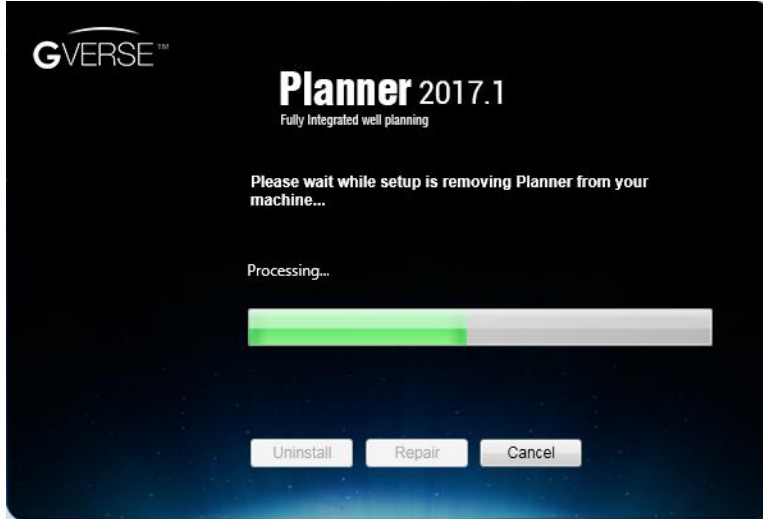 GVERSE™
Planner 2017.1
Fully Integrated well planning
Please wait while setup is removing Planner from your
machine...
Processing...
Uninstall Repair Cancel